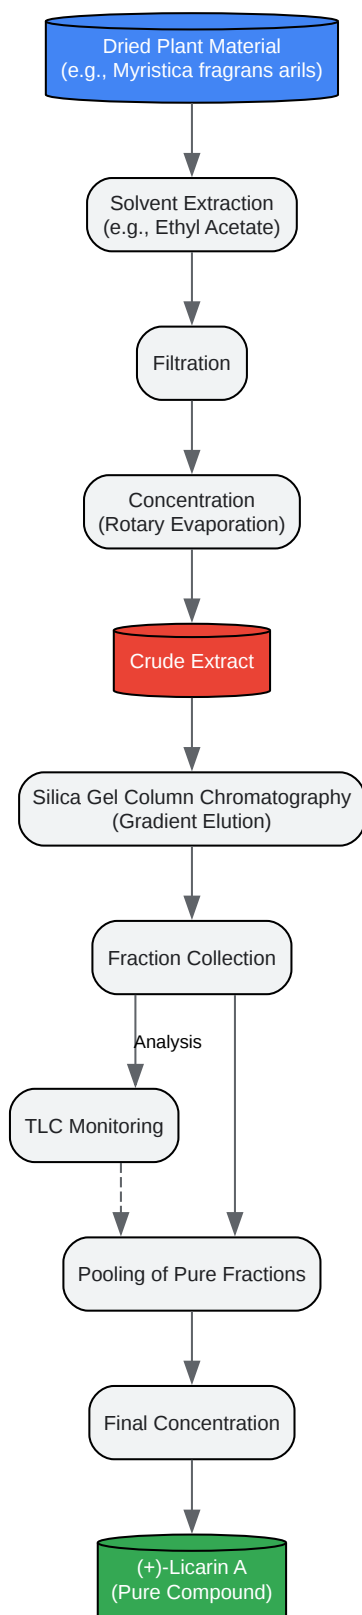 Dried Plant Material
(e.g., Myristica fragrans arils)
Solvent Extraction
(e.g., Ethyl Acetate)
Filtration
Concentration
(Rotary Evaporation)
Crude Extract
Silica Gel Column Chromatography
(Gradient Elution)
Fraction Collection
Analysis
TLC Monitoring
Pooling of Pure Fractions
Final Concentration
(+)-Licarin A
(Pure Compound)